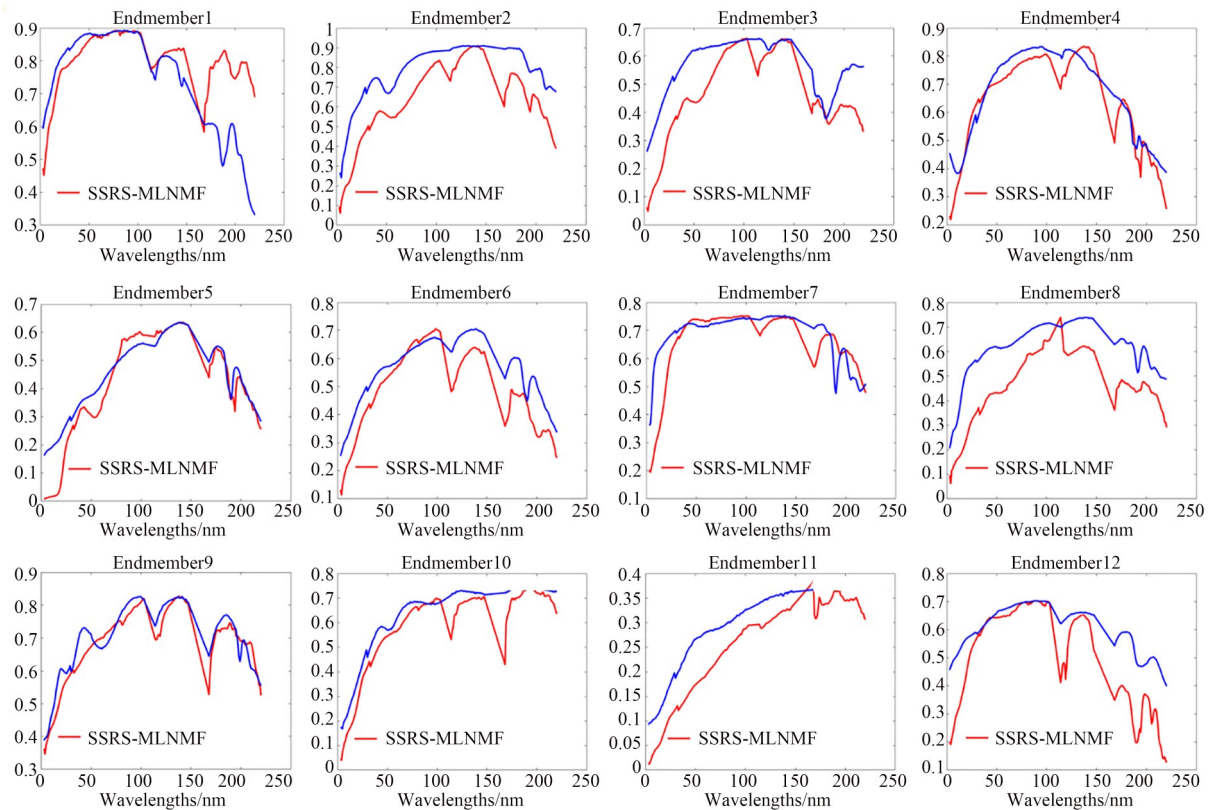 Endmember1
Endmember2
Endmember3
Endmember4
0.9
0.8
0.7
0.6
0.5
0.4
0.3
SSRS-MLNMF
0 50 100 150 200 250
Wavelengths/nm
1
0.9
0.8
0.7
0.6
0.5
0.4
0.3
0.2
0.1
0
SSRS-MLNMF
0 50 100 150 200 250
Wavelengths/nm
0.7
0.6
0.5
0.4
0.3
0.2
0.1
0
SSRS-MLNMF
0 50 100 150 200 250
Wavelengths/nm
0.9
0.8
0.7
0.6
0.5
0.4
0.3
0.2
SSRS-MLNMF
0 50 100 150 200 250
Wavelengths/nm
Endmember5
Endmember6
Endmember7
Endmember8
0.7
0.6
0.5
0.4
0.3
0.2
0.1
0
SSRS-MLNMF
0 50 100 150 200 250
Wavelengths/nm
0.8
0.7
0.6
0.5
0.4
0.3
0.2
0.1
SSRS-MLNMF
0 50 100 150 200 250
Wavelengths/nm
0.8
0.7
0.6
0.5
0.4
0.3
0.2
0.1
SSRS-MLNMF
0 50 100 150 200 250
Wavelengths/nm
0.8
0.7
0.6
0.5
0.4
0.3
0.2
0.1
0
SSRS-MLNMF
0 50 100 150 200 250
Wavelengths/nm
Endmember9
Endmember10
Endmember11
Endmember12
0.9
0.8
0.7
0.6
0.5
0.4
0.3
SSRS-MLNMF
0 50 100 150 200 250
Wavelengths/nm
0.8
0.7
0.6
0.5
0.4
0.3
0.2
0.1
0
SSRS-MLNMF
0 50 100 150 200 250
Wavelengths/nm
0.4
0.35
0.3
0.25
0.2
0.15
0.1
0.05
0
SSRS-MLNMF
0 50 100 150 200 250
Wavelengths/nm
0.8
0.7
0.6
0.5
0.4
0.3
0.2
0.1
SSRS-MLNMF
0 50 100 150 200 250
Wavelengths/nm